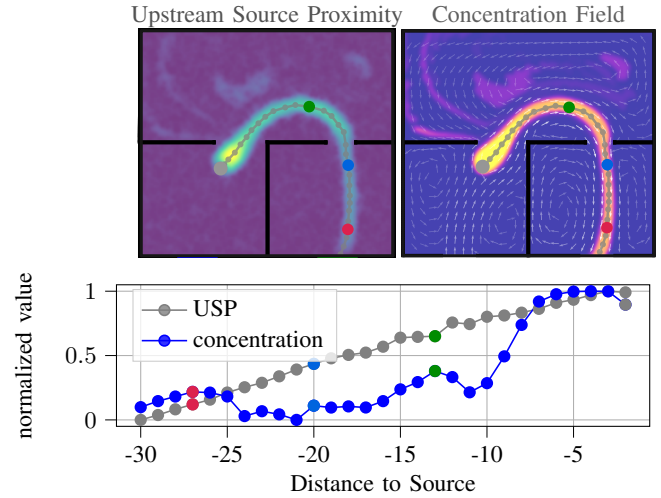 Upstream Source Proximity
Concentration Field
1
0.5
0
normalized value
USP
concentration
-30 -25 -20 -15 -10 -5
Distance to Source